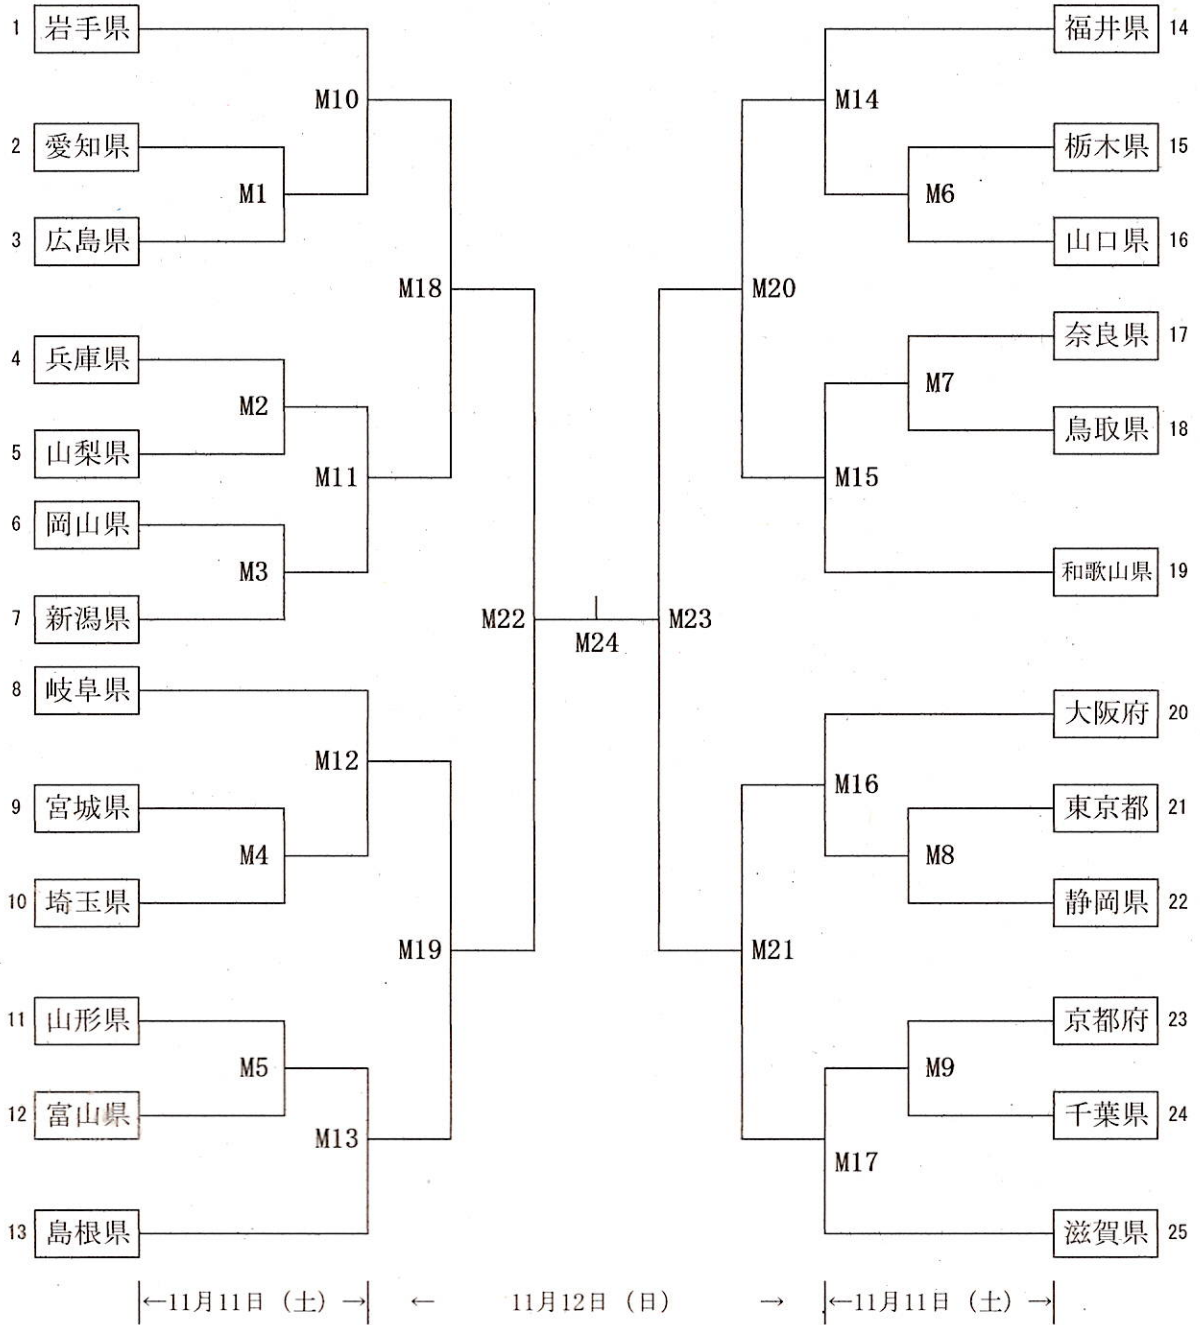 1 岩手県
M10
2 愛知県
M1
3 広島県
M18
4 兵庫県
M2
5 山梨県
M11
6 岡山県
M3
7 新潟県
M22
8 岐阜県
M12
9 宮城県
M4
10 埼玉県
M19
11 山形県
M5
12 富山県
M13
13 島根県
M24
福井県 14
M14
栃木県 15
M6
山口県 16
M20
奈良県 17
M7
鳥取県 18
M15
和歌山県 19
M23
大阪府 20
M16
東京都 21
M8
静岡県 22
M21
京都府 23
M9
千葉県 24
M17
滋賀県 25
←11月11日（土）→ ← 11月12日（日） → ←11月11日（土）→